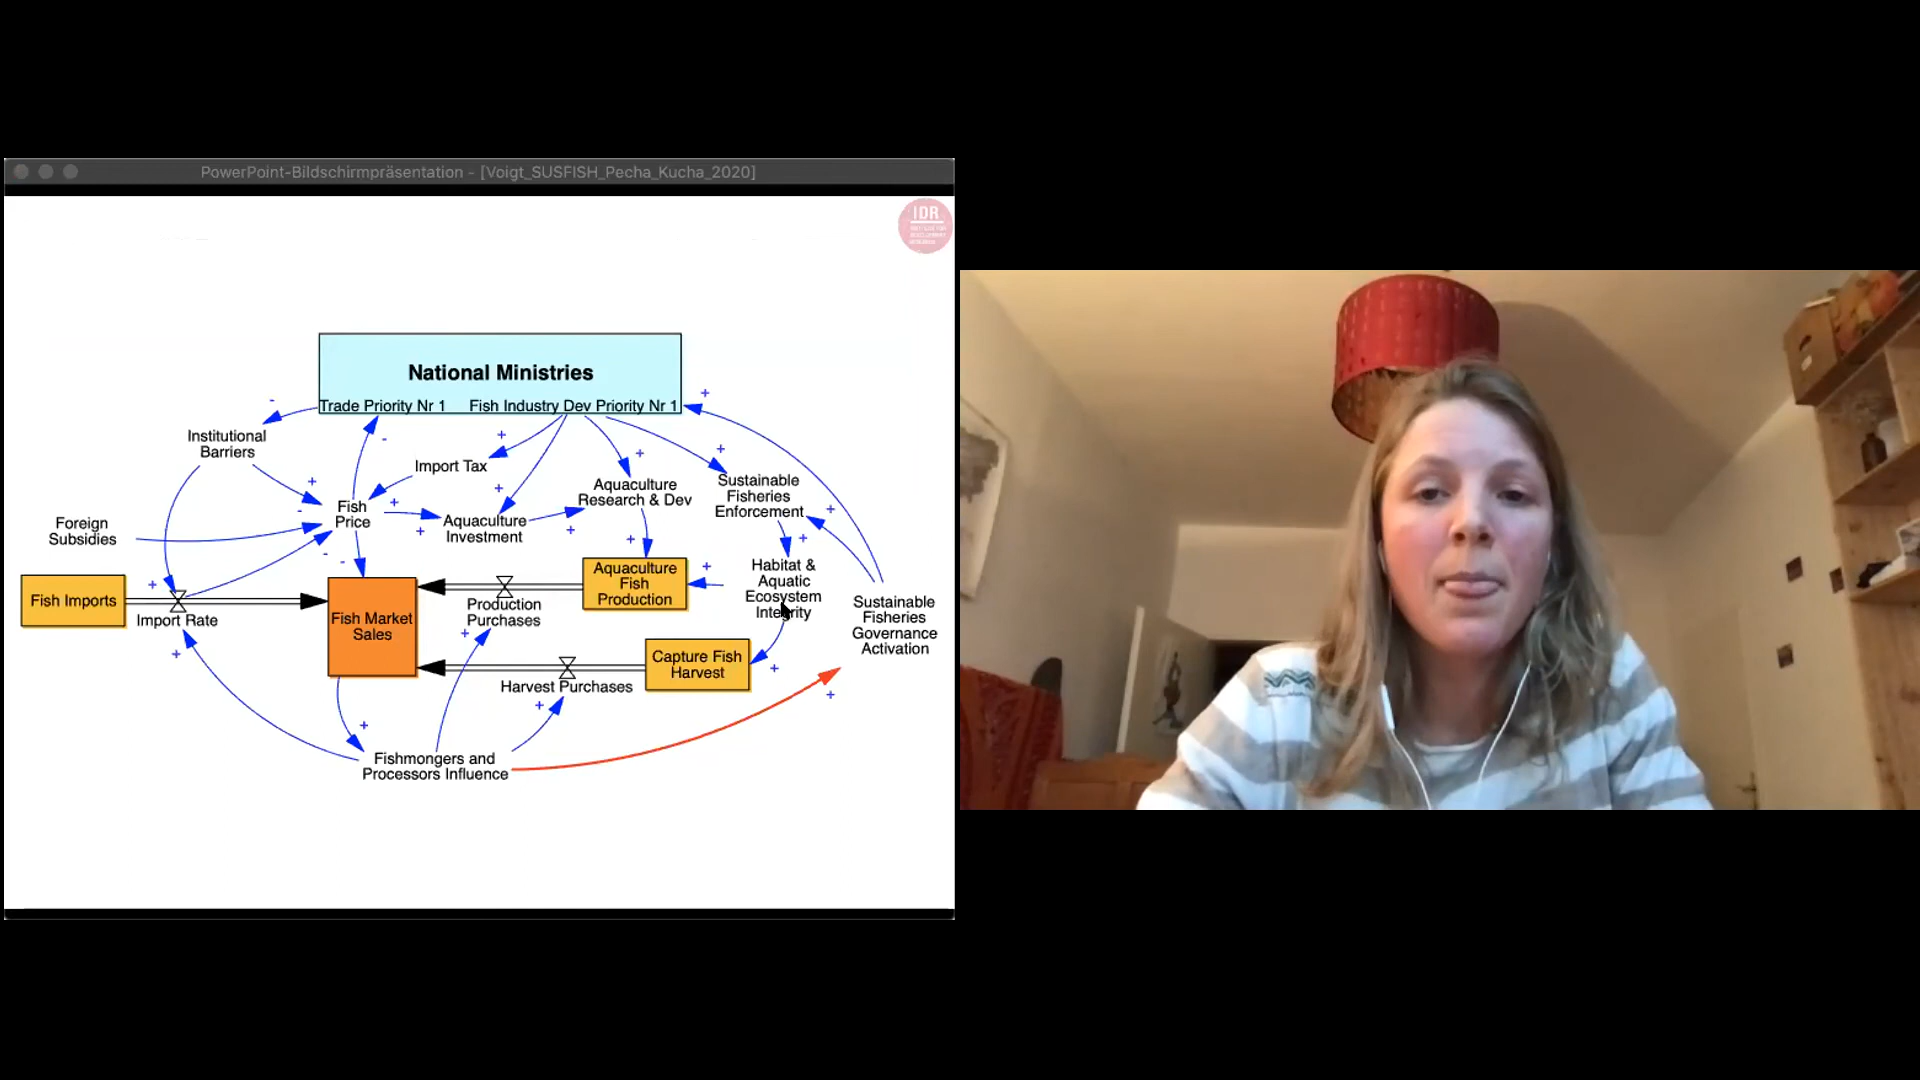 PowerPoint-Bildschirmpräsentation - [Voigt_SUSFISH_Pecha_Kucha_2020]
IDR
National Ministries
Trade Priority Nr 1
Fish Industry Dev Priority Nr 1
-
+
Institutional
Barriers
-
+
+
Import Tax
+
Aquaculture
Research & Dev
Sustainable
Fisheries
Enforcement
+
+
+
+
Fish
Price
-
+
Aquaculture
Investment
+
+
Foreign
Subsidies
-
-
+
+
Habitat &
Aquatic
Ecosystem
Integrity
+
Aquaculture
Fish
Production
+
Fish Imports
+
Import Rate
Fish Market
Sales
Production
Purchases
Sustainable
Fisheries
Governance
Activation
+
+
Capture Fish
Harvest
+
Harvest Purchases
+
+
+
Fishmongers and
Processors Influence